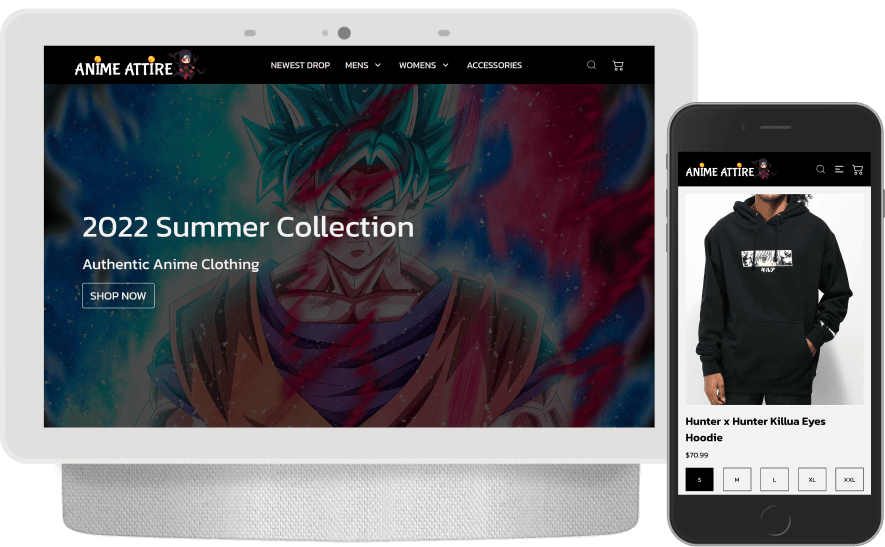 ANIME ATTIRE
NEWEST DROP MENS WOMENS ACCESSORIES
2022 Summer Collection
Authentic Anime Clothing
SHOP NOW
ANIME ATTIRE
キルア
Hunter x Hunter Killua Eyes
Hoodie
$70.99
S M L XL XXL